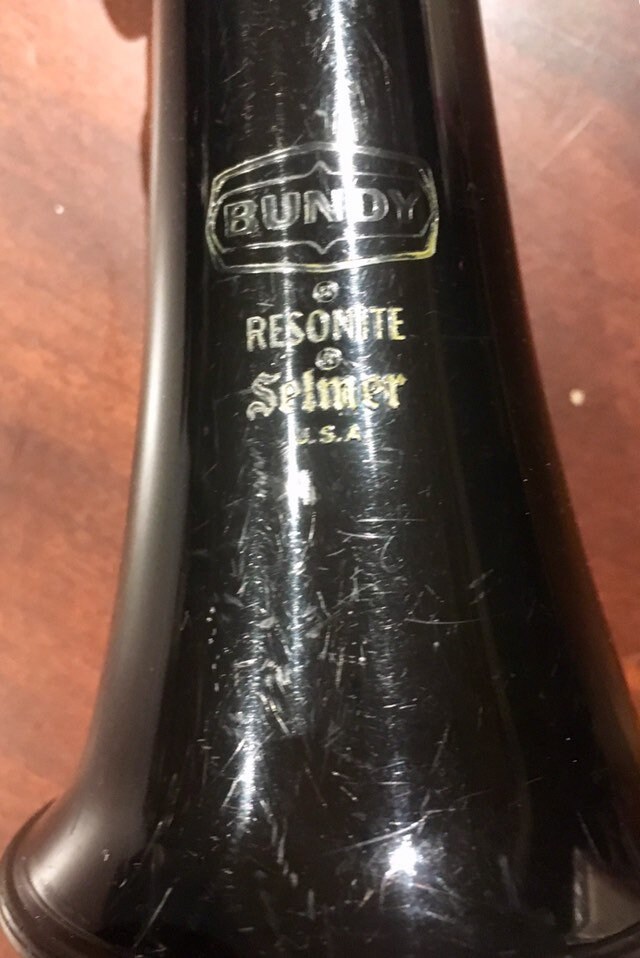 BUNDY
®
RESONITE
®
Selmer
U.S.A.